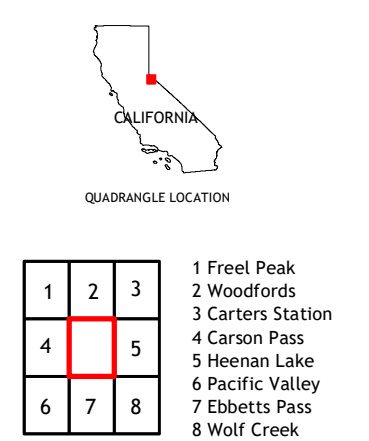 CALIFORNIA
QUADRANGLE LOCATION
1 2 3
4 5
6 7 8
1 Freel Peak
2 Woodfords
3 Carters Station
4 Carson Pass
5 Heenan Lake
6 Pacific Valley
7 Ebbetts Pass
8 Wolf Creek